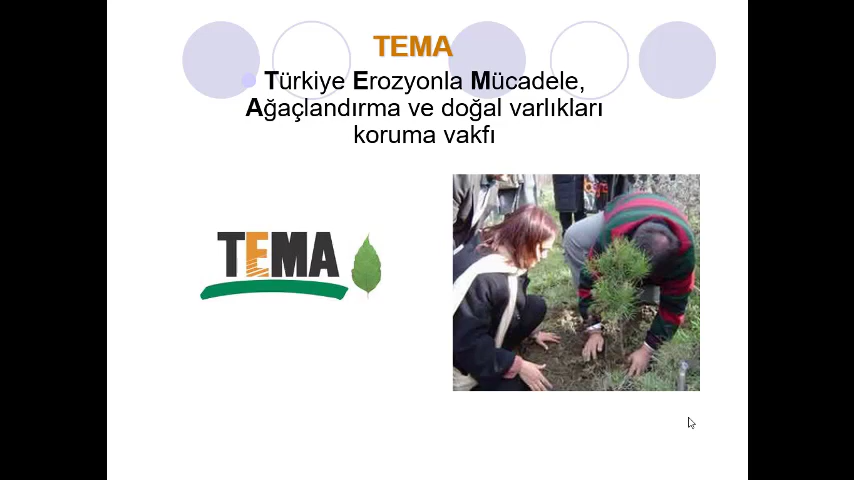 TEMA
Türkiye Erozyonla Mücadele,
Ağaçlandırma ve doğal varlıkları
koruma vakfı
TEMA